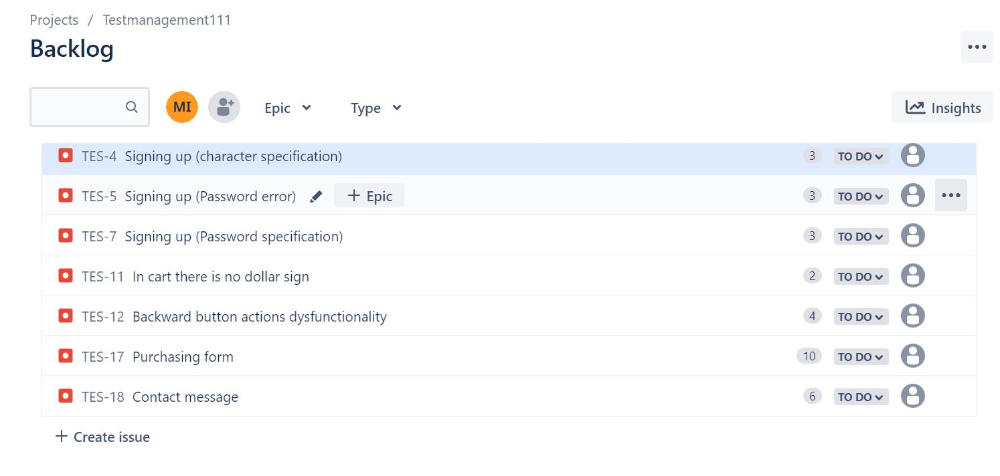 Projects / Testmanagement111
Backlog
MI Epic Type Insights
TES-4 Signing up (character specification) 3 TO DO
TES-5 Signing up (Password error) + Epic 3 TO DO
TES-7 Signing up (Password specification) 3 TO DO
TES-11 In cart there is no dollar sign 2 TO DO
TES-12 Backward button actions dysfunctionality 4 TO DO
TES-17 Purchasing form 10 TO DO
TES-18 Contact message 6 TO DO
+ Create issue